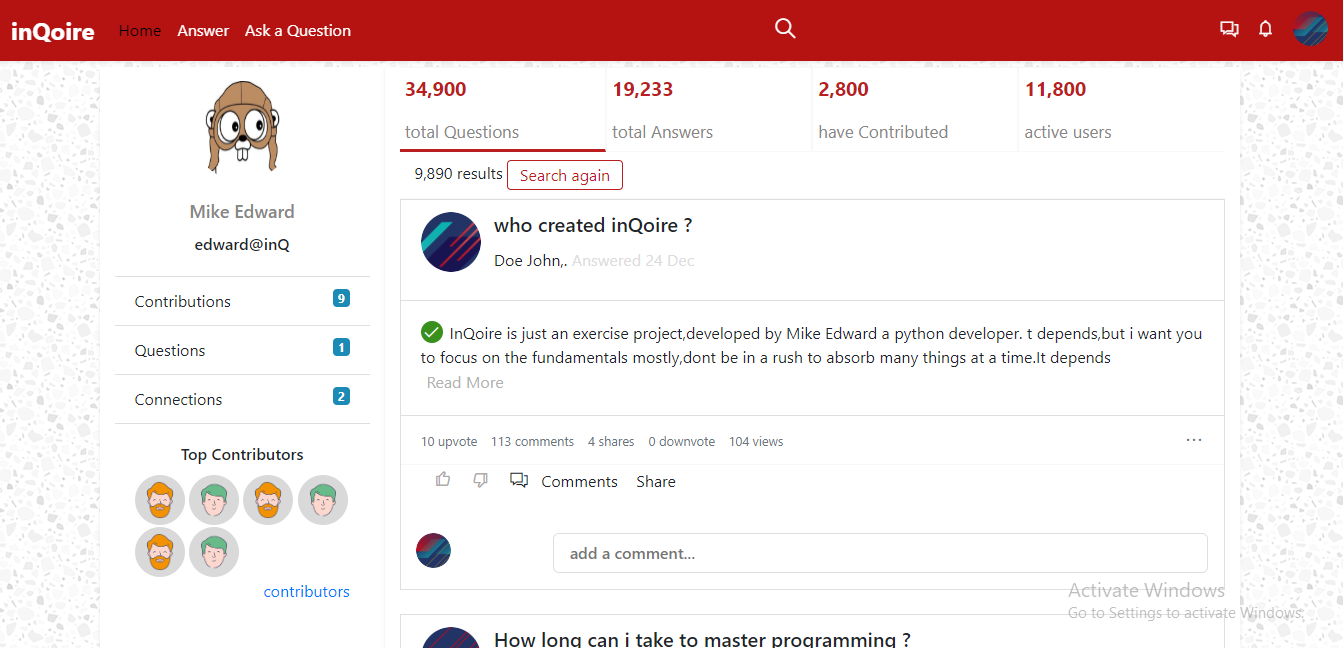 inQoire Home Answer Ask a Question
34,900 19,233 2,800 11,800
total Questions total Answers have Contributed active users
9,890 results Search again
Mike Edward
edward@inQ
Contributions 9
Questions 1
Connections 2
Top Contributors
contributors
who created inQoire ?
Doe John,. Answered 24 Dec
InQoire is just an exercise project,developed by Mike Edward a python developer. t depends,but i want you
to focus on the fundamentals mostly,dont be in a rush to absorb many things at a time.It depends
Read More
10 upvote 113 comments 4 shares 0 downvote 104 views ...
Comments Share
add a comment...
How long can i take to master programming ?
Activate Windows
Go to Settings to activate Windows.